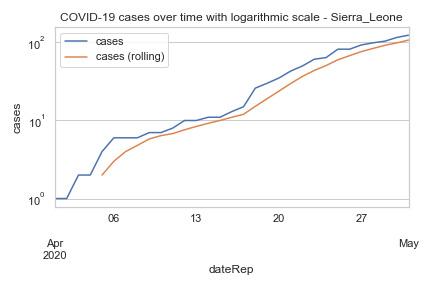 COVID-19 cases over time with logarithmic scale - Sierra_Leone
cases
cases (rolling)
10²
10¹
10⁰
cases
06
13
20
27
Apr
2020
May
dateRep